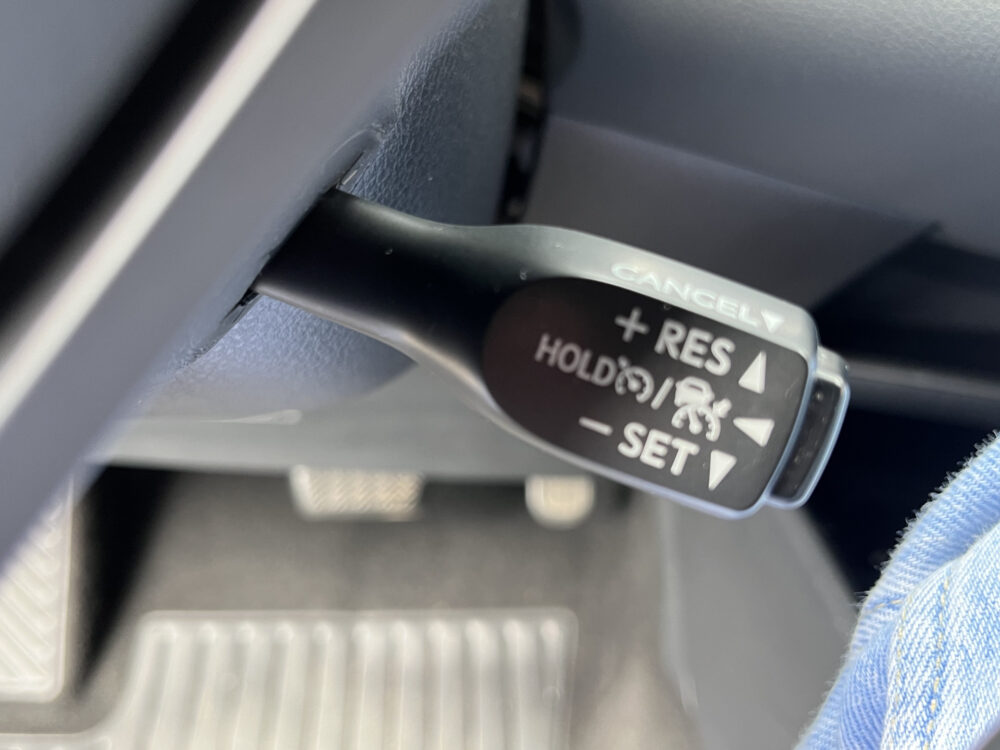 CANCEL▼
+ RES ▲
HOLD / ◀
− SET ▼